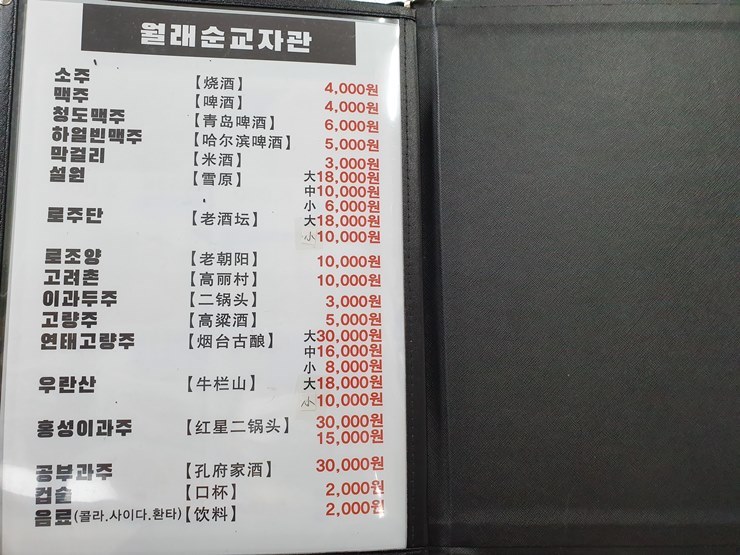 월래순교자관
소주 【烧酒】 4,000원
맥주 【啤酒】 4,000원
청도맥주 【青岛啤酒】 6,000원
하얼빈맥주 【哈尔滨啤酒】 5,000원
막걸리 【米酒】 3,000원
설원 【雪原】 大18,000원
中10,000원
小 6,000원
로주단 【老酒坛】 大18,000원
小 10,000원
로조양 【老朝阳】 10,000원
고려촌 【高丽村】 10,000원
이과두주 【二锅头】 3,000원
고량주 【高粱酒】 5,000원
연태고량주 【烟台古酿】 大30,000원
中16,000원
小 8,000원
우란산 【牛栏山】 大18,000원
小 10,000원
홍성이과주 【红星二锅头】 30,000원
15,000원
공부과주 【孔府家酒】 30,000원
컵술 【口杯】 2,000원
음료(콜라.사이다.환타) 【饮料】 2,000원